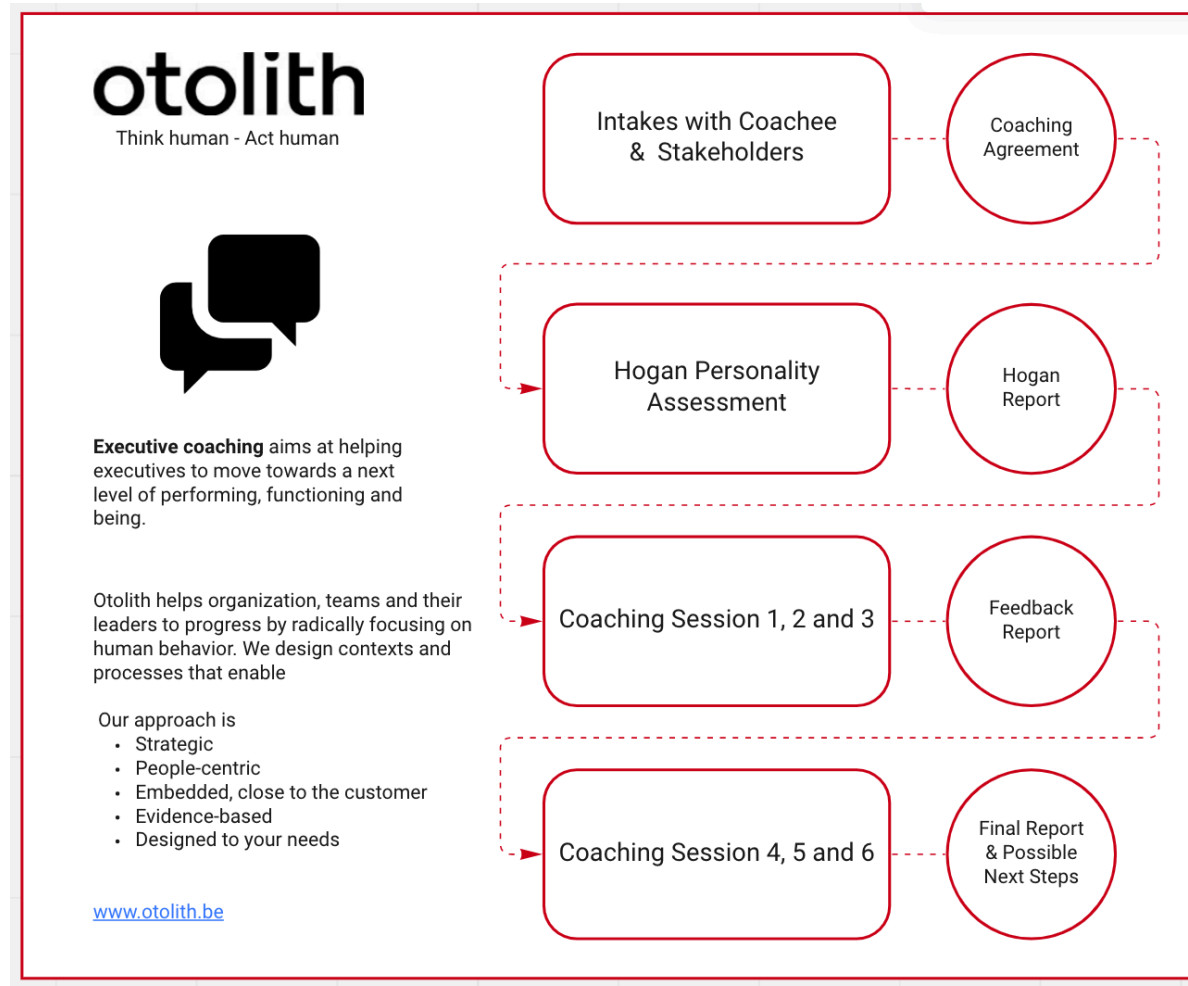 otolith
Think human - Act human
Executive coaching aims at helping
executives to move towards a next
level of performing, functioning and
being.
Otolith helps organization, teams and their
leaders to progress by radically focusing on
human behavior. We design contexts and
processes that enable
Our approach is
• Strategic
• People-centric
• Embedded, close to the customer
• Evidence-based
• Designed to your needs
www.otolith.be
Intakes with Coachee
& Stakeholders
Coaching
Agreement
Hogan Personality
Assessment
Hogan
Report
Coaching Session 1, 2 and 3
Feedback
Report
Coaching Session 4, 5 and 6
Final Report
& Possible
Next Steps